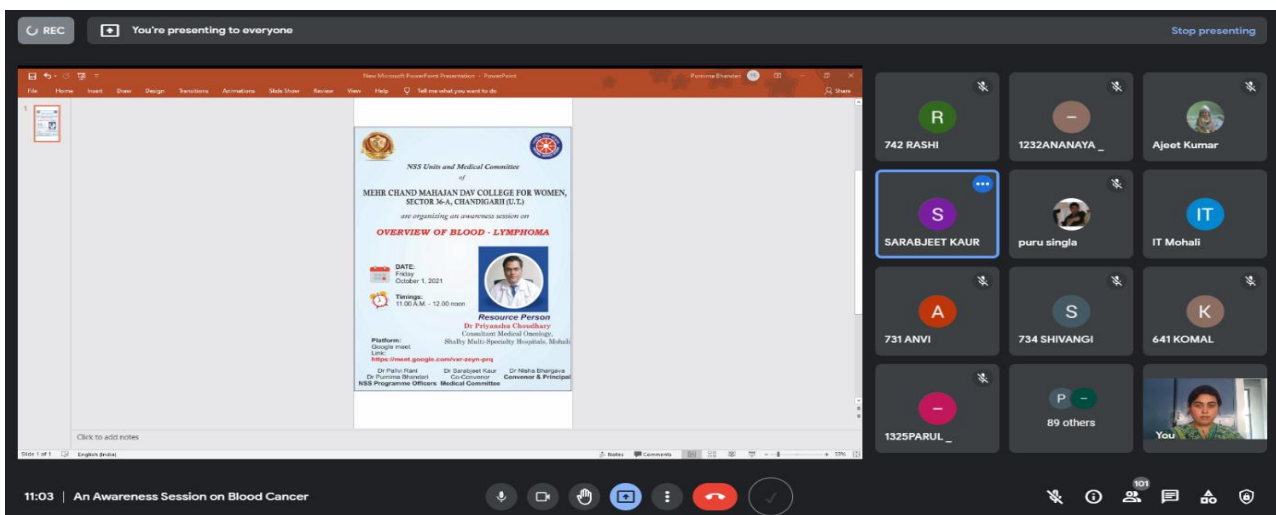 REC
You're presenting to everyone
Stop presenting
New Microsoft PowerPoint Presentation - PowerPoint
Purnima Bhandari
File Home Insert Draw Design Transitions Animations Slide Show Review View Help Tell me what you want to do
Share
1
NSS Units and Medical Committee
of
MEHR CHAND MAHAJAN DAV COLLEGE FOR WOMEN,
SECTOR 36-A, CHANDIGARH (U.T.)
are organizing an awareness session on
OVERVIEW OF BLOOD - LYMPHOMA
DATE:
Friday
October 1, 2021
Timings:
11.00 A.M. - 12.00 noon
Resource Person
Dr Priyanshu Choudhary
Consultant Medical Oncology,
Shalby Multi-Specialty Hospitals, Mohali
Platform:
Google meet
Link:
https://meet.google.com/var-asyn-prq
Dr Pallvi Rani Dr Sarabjeet Kaur Dr Nisha Bhargava
Dr Purnima Bhandari Co-Convenor Convenor & Principal
NSS Programme Officers Medical Committee
Click to add notes
Slide 1 of 1 English (India)
Notes Comments
R
742 RASHI
1232ANANAYA _
Ajeet Kumar
S
SARABJEET KAUR
puru singla
IT
IT Mohali
A
731 ANVI
S
734 SHIVANGI
K
641 KOMAL
1325PARUL _
P
89 others
You
11:03 | An Awareness Session on Blood Cancer
101